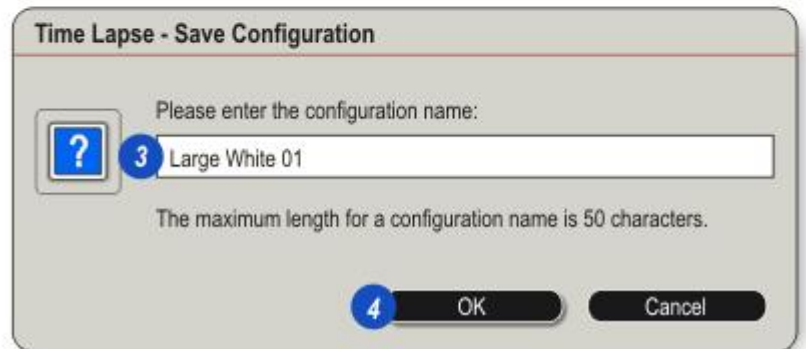 Time Lapse - Save Configuration
Please enter the configuration name:
?
3
Large White 01
The maximum length for a configuration name is 50 characters.
4
OK
Cancel